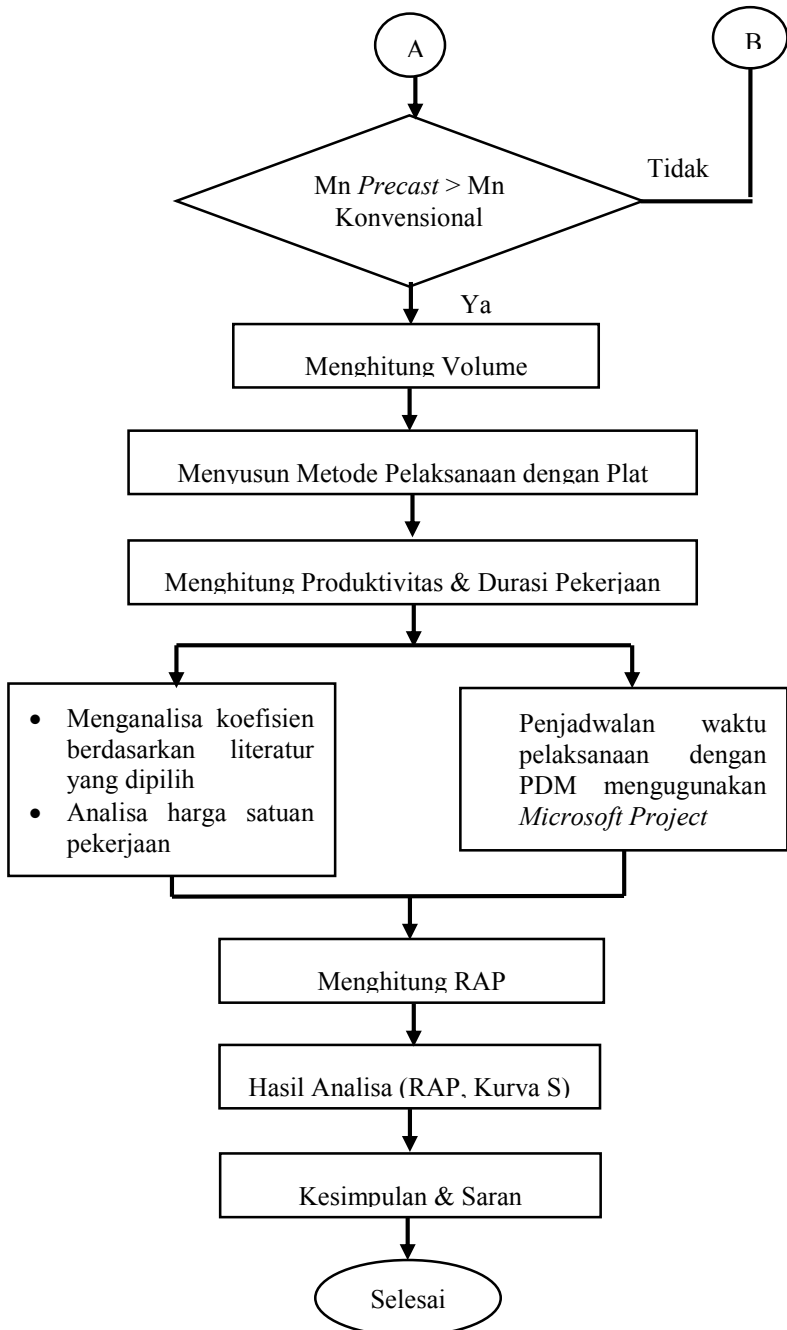 A
B
Mn Precast > Mn
Konvensional
Tidak
Ya
Menghitung Volume
Menyusun Metode Pelaksanaan dengan Plat
Menghitung Produktivitas & Durasi Pekerjaan
• Menganalisa koefisien
berdasarkan literatur
yang dipilih
• Analisa harga satuan
pekerjaan
Penjadwalan waktu
pelaksanaan dengan
PDM mengugunakan
Microsoft Project
Menghitung RAP
Hasil Analisa (RAP, Kurva S)
Kesimpulan & Saran
Selesai